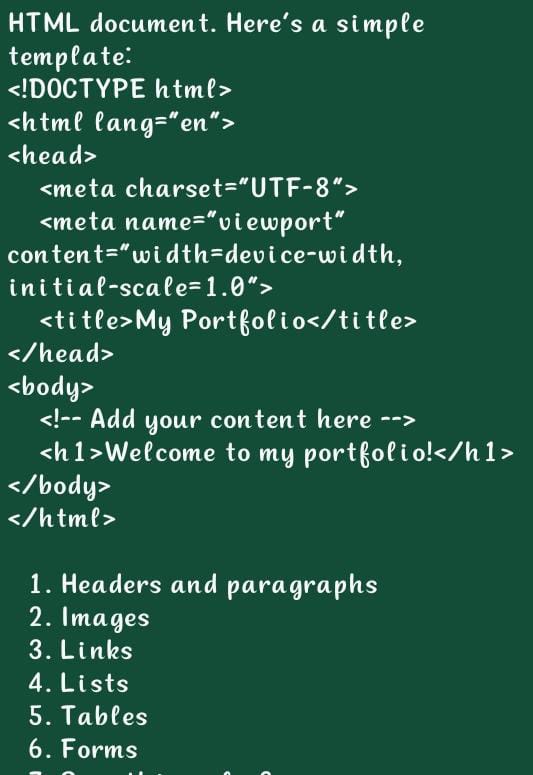 HTML document. Here's a simple
template:
<!DOCTYPE html>
<html lang="en">
<head>
<meta charset="UTF-8">
<meta name="viewport"
content="width=device-width,
initial-scale=1.0">
<title>My Portfolio</title>
</head>
<body>
<!-- Add your content here -->
<h1>Welcome to my portfolio!</h1>
</body>
</html>
1. Headers and paragraphs
2. Images
3. Links
4. Lists
5. Tables
6. Forms